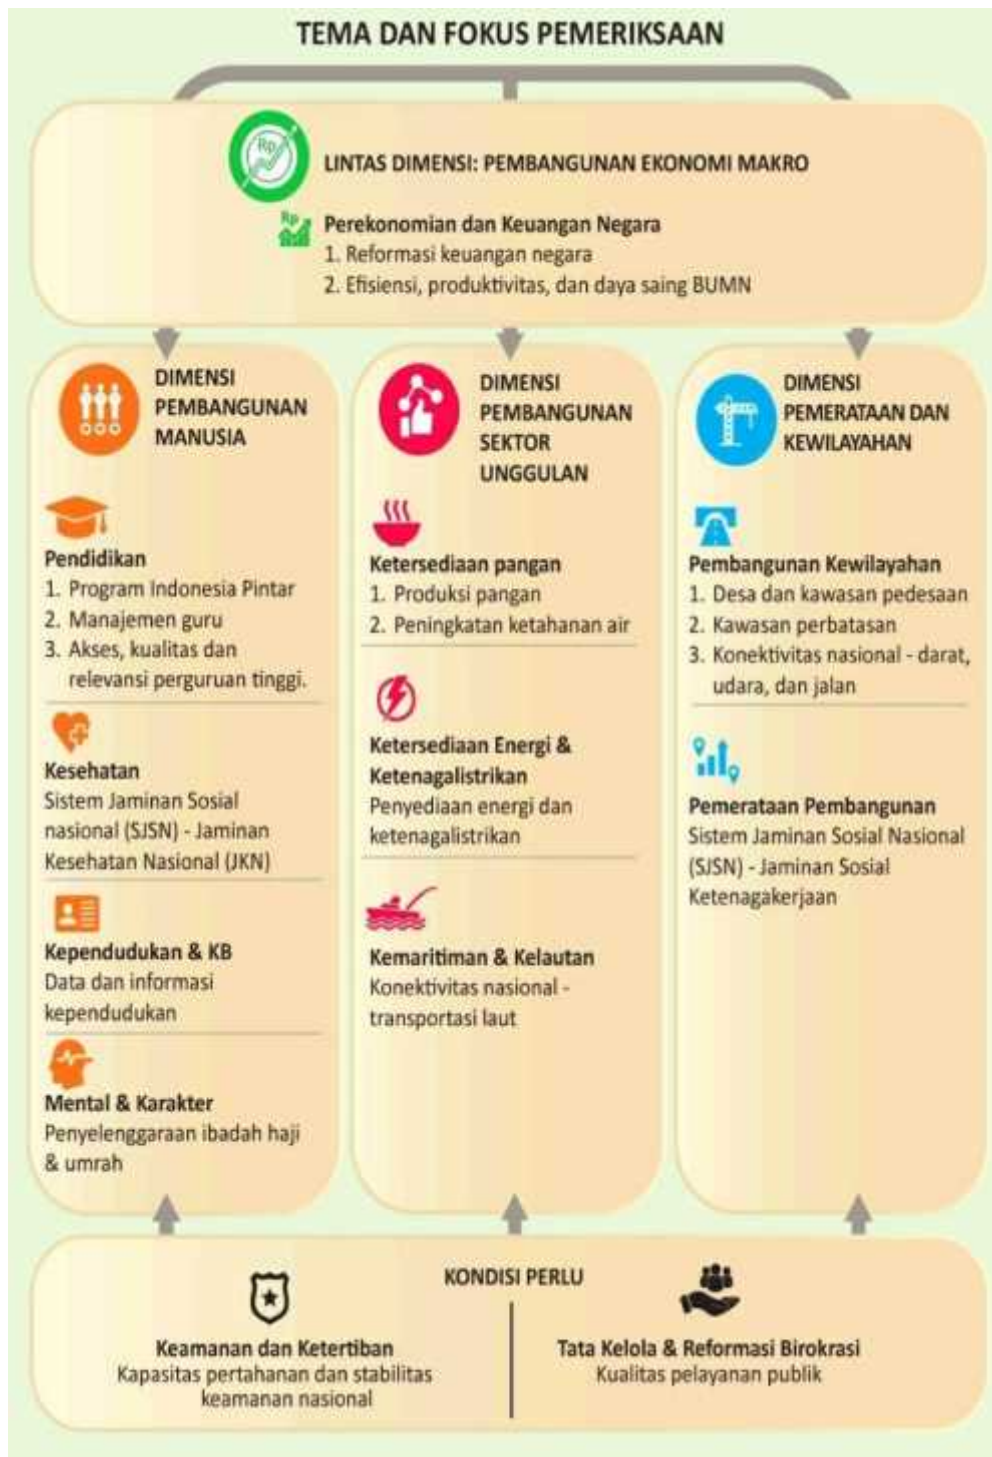 TEMA DAN FOKUS PEMERIKSAAN
Rp
LINTAS DIMENSI: PEMBANGUNAN EKONOMI MAKRO
Rp
Perekonomian dan Keuangan Negara
1. Reformasi keuangan negara
2. Efisiensi, produktivitas, dan daya saing BUMN
DIMENSI
PEMBANGUNAN
MANUSIA
Pendidikan
1. Program Indonesia Pintar
2. Manajemen guru
3. Akses, kualitas dan
relevansi perguruan tinggi.
Kesehatan
Sistem Jaminan Sosial
nasional (SJSN) - Jaminan
Kesehatan Nasional (JKN)
Kependudukan & KB
Data dan informasi
kependudukan
Mental & Karakter
Penyelenggaraan ibadah haji
& umrah
DIMENSI
PEMBANGUNAN
SEKTOR
UNGGULAN
Ketersediaan pangan
1. Produksi pangan
2. Peningkatan ketahanan air
Ketersediaan Energi &
Ketenagalistrikan
Penyediaan energi dan
ketenagalistrikan
Kemaritiman & Kelautan
Konektivitas nasional -
transportasi laut
DIMENSI
PEMERATAAN DAN
KEWILAYAHAN
Pembangunan Kewilayahan
1. Desa dan kawasan pedesaan
2. Kawasan perbatasan
3. Konektivitas nasional - darat,
udara, dan jalan
Pemerataan Pembangunan
Sistem Jaminan Sosial Nasional
(SJSN) - Jaminan Sosial
Ketenagakerjaan
KONDISI PERLU
Keamanan dan Ketertiban
Kapasitas pertahanan dan stabilitas
keamanan nasional
Tata Kelola & Reformasi Birokrasi
Kualitas pelayanan publik